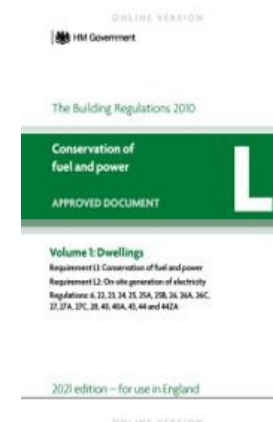 ONLINE VERSION
HM Government
The Building Regulations 2010
Conservation of
fuel and power
L
APPROVED DOCUMENT
Volume 1: Dwellings
Requirement L1: Conservation of fuel and power
Requirement L2: On-site generation of electricity
Regulations: 6, 22, 23, 24, 25, 25A, 25B, 26, 26A, 26C,
27, 27A, 27C, 28, 40, 40A, 43, 44 and 44ZA
2021 edition – for use in England
ONLINE VERSION